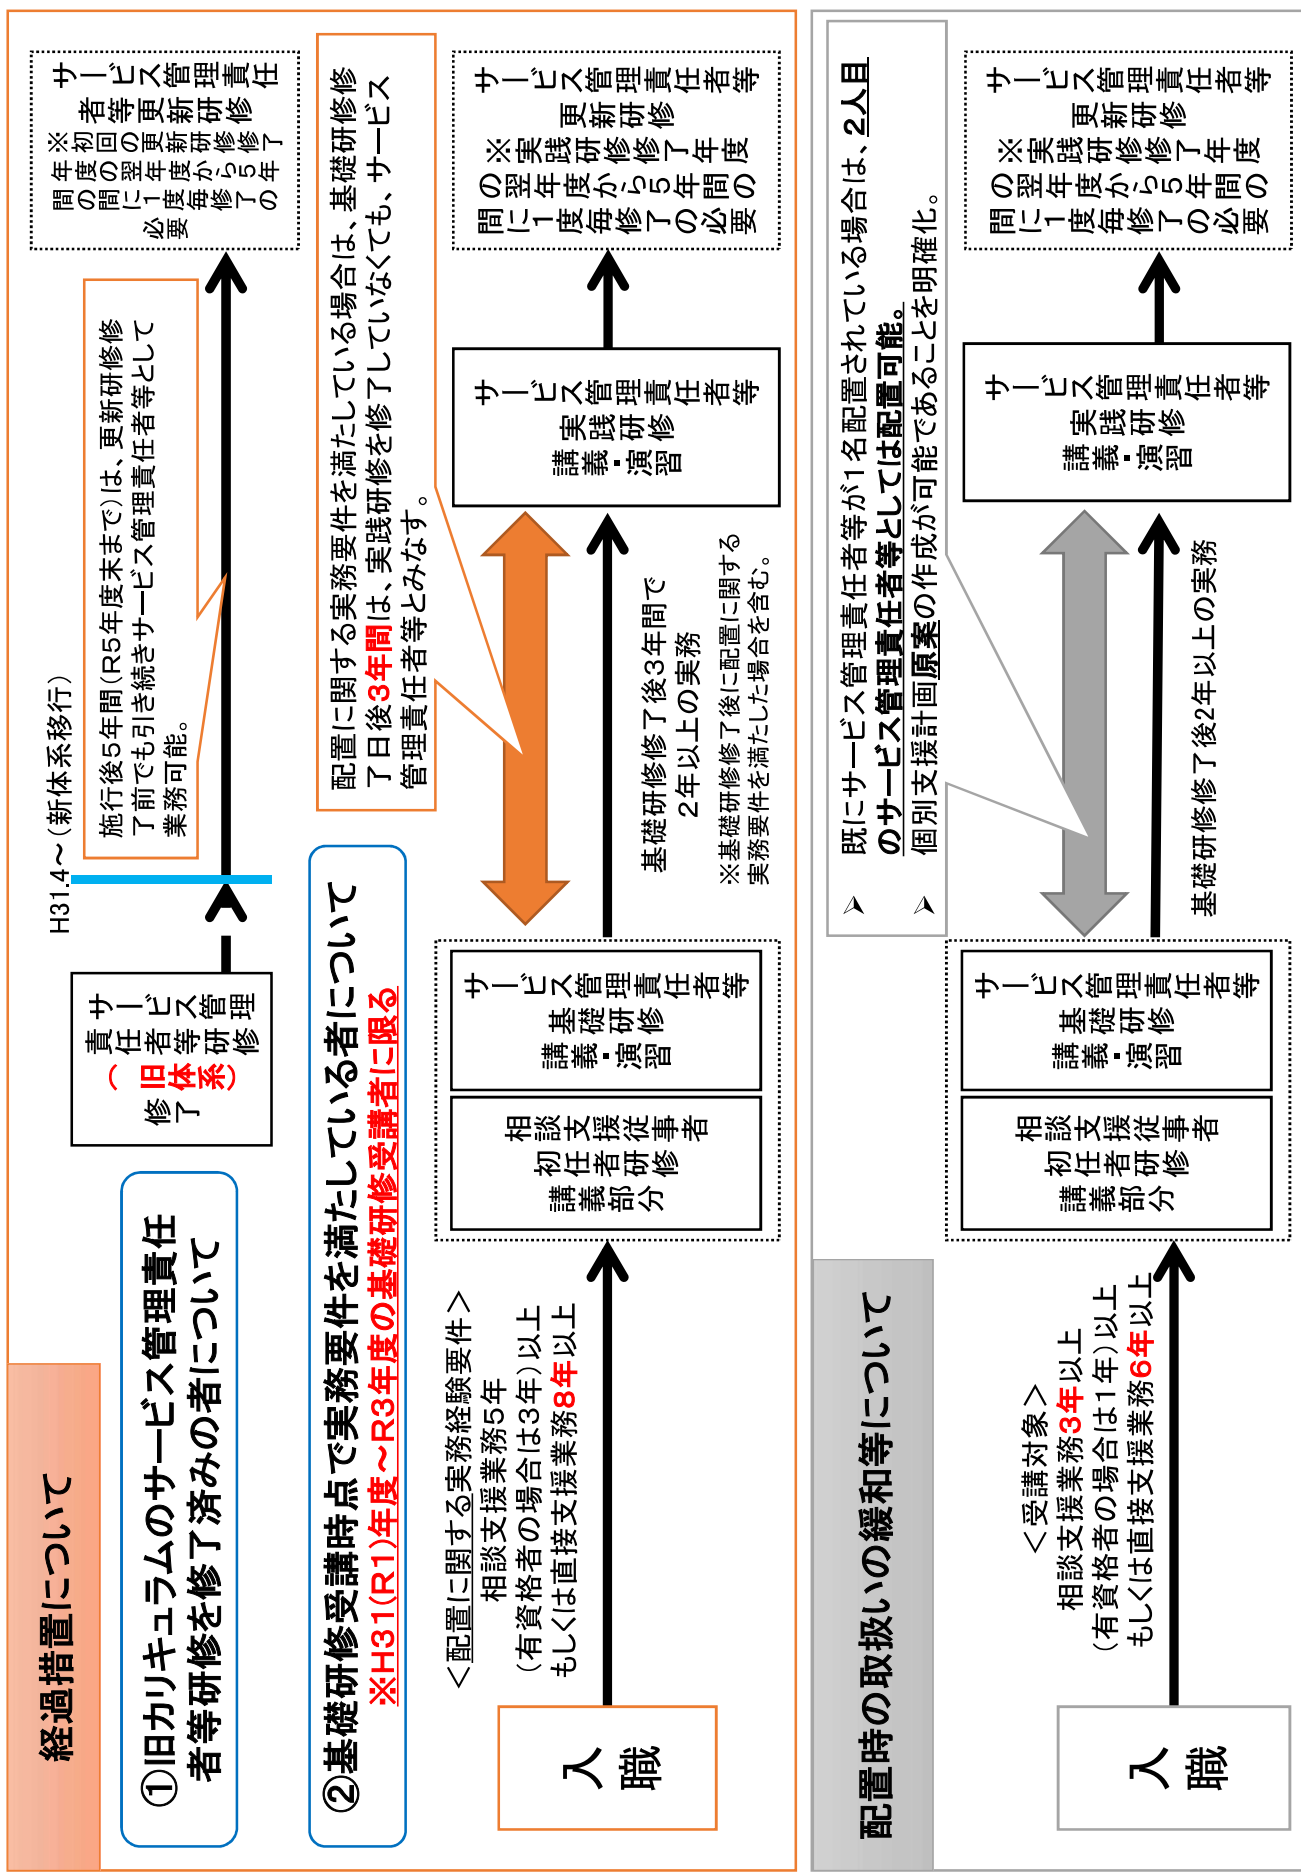 経過措置について
①旧カリキュラムのサービス管理責任
者等研修を修了済みの者について
サービス管理
責任者等研修
（旧体系）
修了
H31.4～（新体系移行）
施行後５年間（R５年度末まで）は、更新研修修
了前でも引き続きサービス管理責任者等として
業務可能。
サービス管理責任
者等更新研修
※初回の更新研修修了
年度の翌年度から５年
間の間に１度毎修了の
必要
②基礎研修受講時点で実務要件を満たしている者について
※H31(R1)年度～R3年度の基礎研修受講者に限る
配置に関する実務要件を満たしている場合は、基礎研修修
了日後３年間は、実践研修を修了していなくても、サービス
管理責任者等とみなす。
入
職
＜配置に関する実務経験要件＞
相談支援業務５年
（有資格者の場合は３年）以上
もしくは直接支援業務８年以上
相談支援従事者
初任者研修
講義部分
サービス管理責任者等
基礎研修
講義・演習
基礎研修修了後３年間で
２年以上の実務
※基礎研修修了後に配置に関する
実務要件を満たした場合を含む。
サービス管理責任者等
実践研修
講義・演習
サービス管理責任者等
更新研修
※実践研修修了年度
の翌年度から５年間の
間に１度毎修了の必要
配置時の取扱いの緩和等について
➢ 既にサービス管理責任者等が１名配置されている場合は、２人目
のサービス管理責任者等としては配置可能。
➢ 個別支援計画原案の作成が可能であることを明確化。
入
職
＜受講対象＞
相談支援業務３年以上
（有資格者の場合は１年）以上
もしくは直接支援業務６年以上
相談支援従事者
初任者研修
講義部分
サービス管理責任者等
基礎研修
講義・演習
基礎研修修了後２年以上の実務
サービス管理責任者等
実践研修
講義・演習
サービス管理責任者等
更新研修
※実践研修修了年度
の翌年度から５年間の
間に１度毎修了の必要